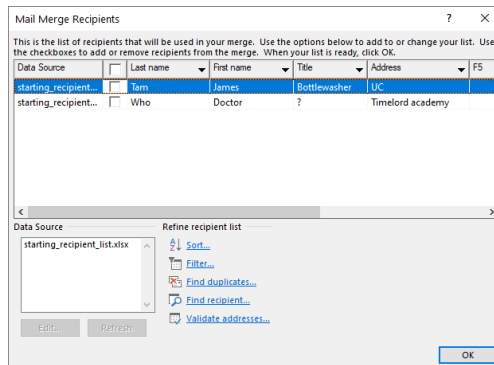 Mail Merge Recipients ? X
This is the list of recipients that will be used in your merge. Use the options below to add to or change your list. Use
the checkboxes to add or remove recipients from the merge. When your list is ready, click OK.
Data Source Last name First name Title Address F5
starting_recipient... Tam James Bottlewasher UC
starting_recipient... Who Doctor ? Timelord academy
Data Source Refine recipient list
starting_recipient_list.xlsx
Sort...
Filter...
Find duplicates...
Find recipient...
Validate addresses...
Edit... Refresh
OK